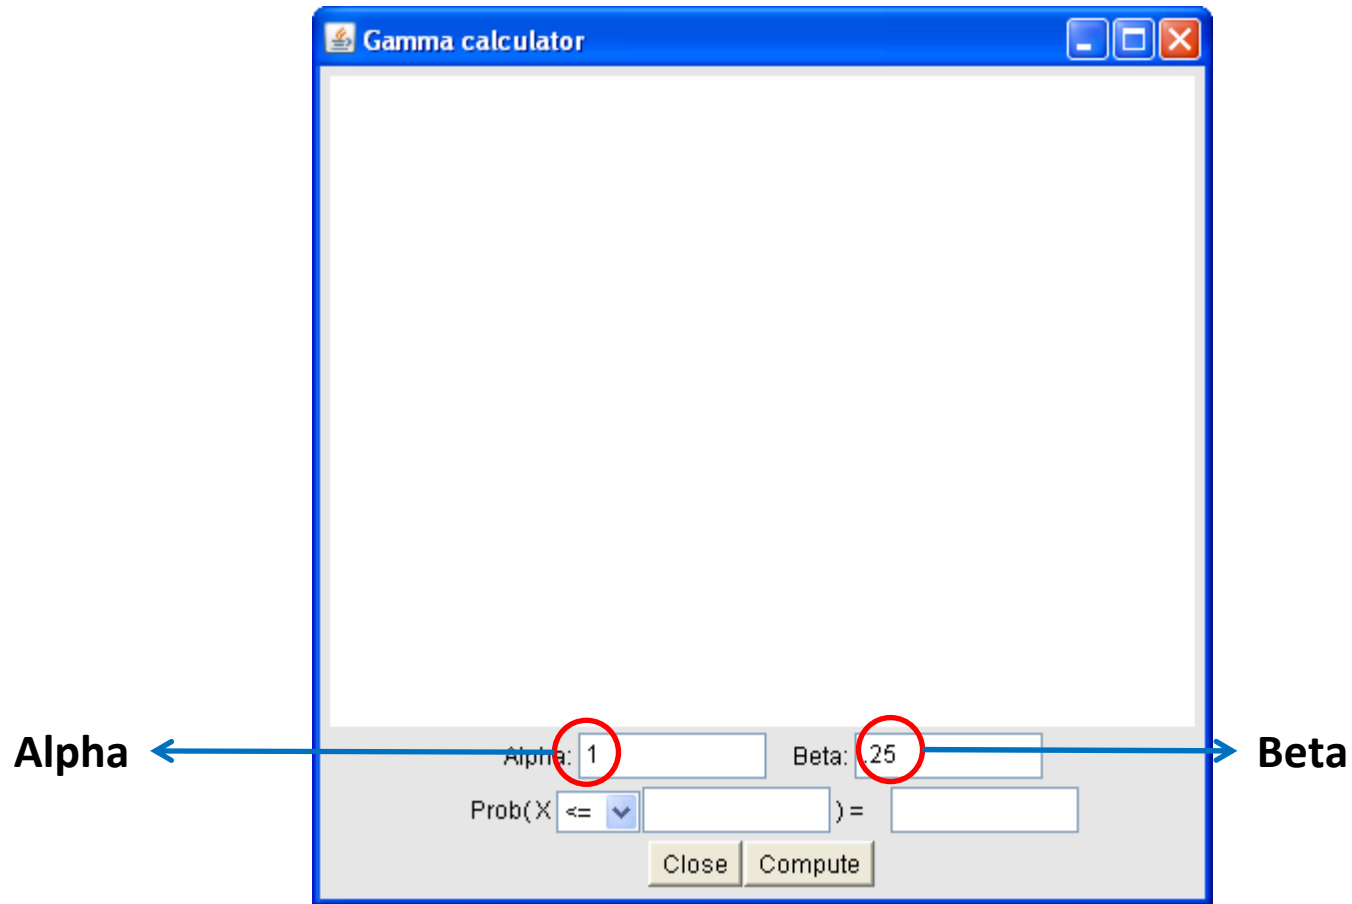 Gamma calculator
Alpha Alpha: 1 Beta: .25 Beta
Prob(X <= ) =
Close Compute